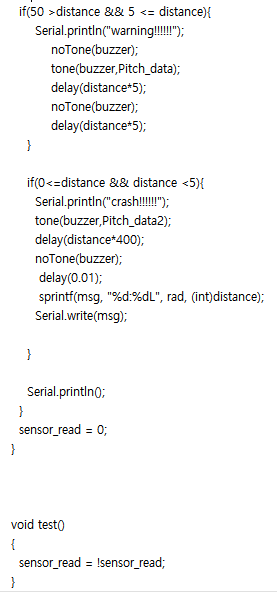 if(50 >distance && 5 <= distance){
Serial.println("warning!!!!!!");
noTone(buzzer);
tone(buzzer,Pitch_data);
delay(distance*5);
noTone(buzzer);
delay(distance*5);
}
if(0<=distance && distance <5){
Serial.println("crash!!!!!!");
tone(buzzer,Pitch_data2);
delay(distance*400);
noTone(buzzer);
delay(0.01);
sprintf(msg, "%d:%dL", rad, (int)distance);
Serial.write(msg);
}
Serial.println();
}
sensor_read = 0;
}
void test()
{
sensor_read = !sensor_read;
}